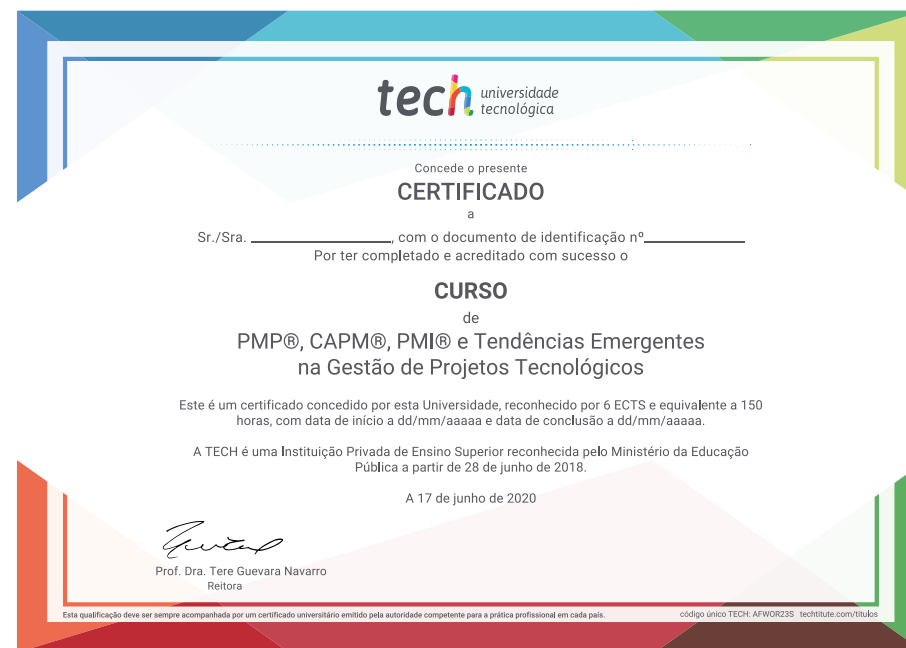 tech universidade
tecnológica
Concede o presente
CERTIFICADO
a
Sr./Sra. ____________________, com o documento de identificação nº______________
Por ter completado e acreditado com sucesso o
CURSO
de
PMP®, CAPM®, PMI® e Tendências Emergentes
na Gestão de Projetos Tecnológicos
Este é um certificado concedido por esta Universidade, reconhecido por 6 ECTS e equivalente a 150
horas, com data de início a dd/mm/aaaaa e data de conclusão a dd/mm/aaaaa.
A TECH é uma Instituição Privada de Ensino Superior reconhecida pelo Ministério da Educação
Pública a partir de 28 de junho de 2018.
A 17 de junho de 2020
Prof. Dra. Tere Guevara Navarro
Reitora
Esta qualificação deve ser sempre acompanhada por um certificado universitário emitido pela autoridade competente para a prática profissional em cada país.
código único TECH: AFWOR23S techtitute.com/titulos